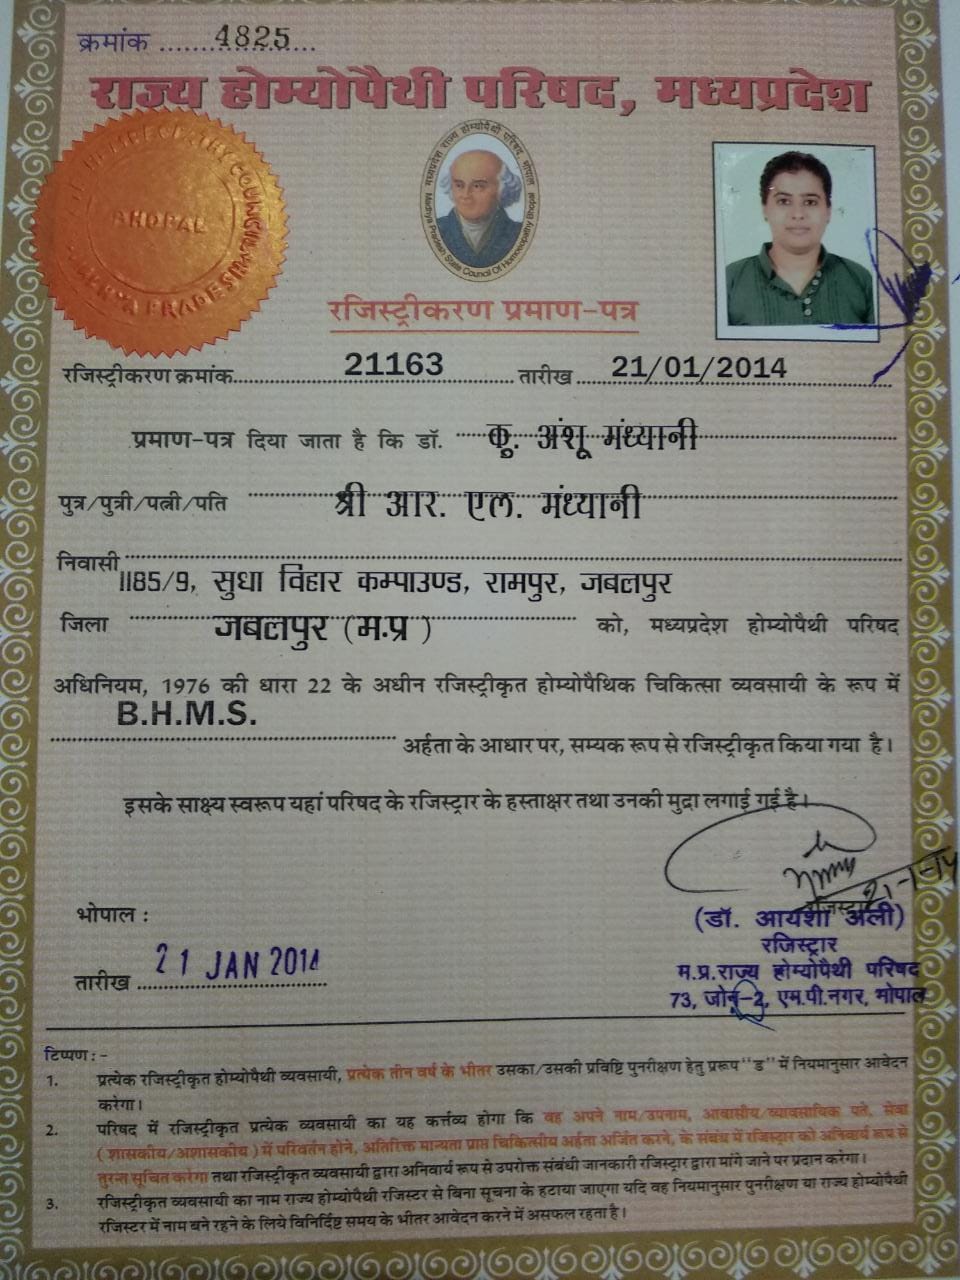 क्रमांक ......4825......
राज्य होम्योपैथी परिषद, मध्यप्रदेश
BHOPAL
मध्यप्रदेश राज्य होम्योपैथी परिषद, भोपाल
Madhya Pradesh State Council Of Homoeopathy Bhopal
रजिस्ट्रीकरण प्रमाण-पत्र
रजिस्ट्रीकरण क्रमांक......21163...... तारीख ......21/01/2014
प्रमाण-पत्र दिया जाता है कि डॉ. कु. अंशू मंध्यानी
पुत्र/पुत्री/पत्नी/पति श्री आर. एल. मंध्यानी
निवासी
1185/9, सुधा विहार कम्पाउण्ड, रामपुर, जबलपुर
जिला जबलपुर (म.प्र) को, मध्यप्रदेश होम्योपैथी परिषद
अधिनियम, 1976 की धारा 22 के अधीन रजिस्ट्रीकृत होम्योपैथिक चिकित्सा व्यवसायी के रूप में
B.H.M.S.
अर्हता के आधार पर, सम्यक रूप से रजिस्ट्रीकृत किया गया है।
इसके साक्ष्य स्वरूप यहां परिषद के रजिस्ट्रार के हस्ताक्षर तथा उनकी मुद्रा लगाई गई है।
21-1-14
रजिस्ट्रार
भोपाल :
(डॉ. आयशा अली)
रजिस्ट्रार
तारीख 21 JAN 2014
म.प्र.राज्य होम्योपैथी परिषद
73, जोन-2, एम.पी.नगर, भोपाल
टिप्पण : -
1. प्रत्येक रजिस्ट्रीकृत होम्योपैथी व्यवसायी, प्रत्येक तीन वर्ष के भीतर उसका/उसकी प्रविष्टि पुनरीक्षण हेतु प्ररूप "ड" में नियमानुसार आवेदन
करेगा।
2. परिषद में रजिस्ट्रीकृत प्रत्येक व्यवसायी का यह कर्त्तव्य होगा कि वह अपने नाम/उपनाम, आवासीय/व्यावसायिक पते, सेवा
(शासकीय/अशासकीय) में परिवर्तन होने, अतिरिक्त मान्यता प्राप्त चिकित्सीय अर्हता अर्जित करने, के संबंध में रजिस्ट्रार को अनिवार्य रूप से
तुरन्त सूचित करेगा तथा रजिस्ट्रीकृत व्यवसायी द्वारा अनिवार्य रूप से उपरोक्त संबंधी जानकारी रजिस्ट्रार द्वारा मांगे जाने पर प्रदान करेगा।
3. रजिस्ट्रीकृत व्यवसायी का नाम राज्य होम्योपैथी रजिस्टर से बिना सूचना के हटाया जाएगा यदि वह नियमानुसार पुनरीक्षण या राज्य होम्योपैथी
रजिस्टर में नाम बने रहने के लिये विनिर्दिष्ट समय के भीतर आवेदन करने में असफल रहता है।